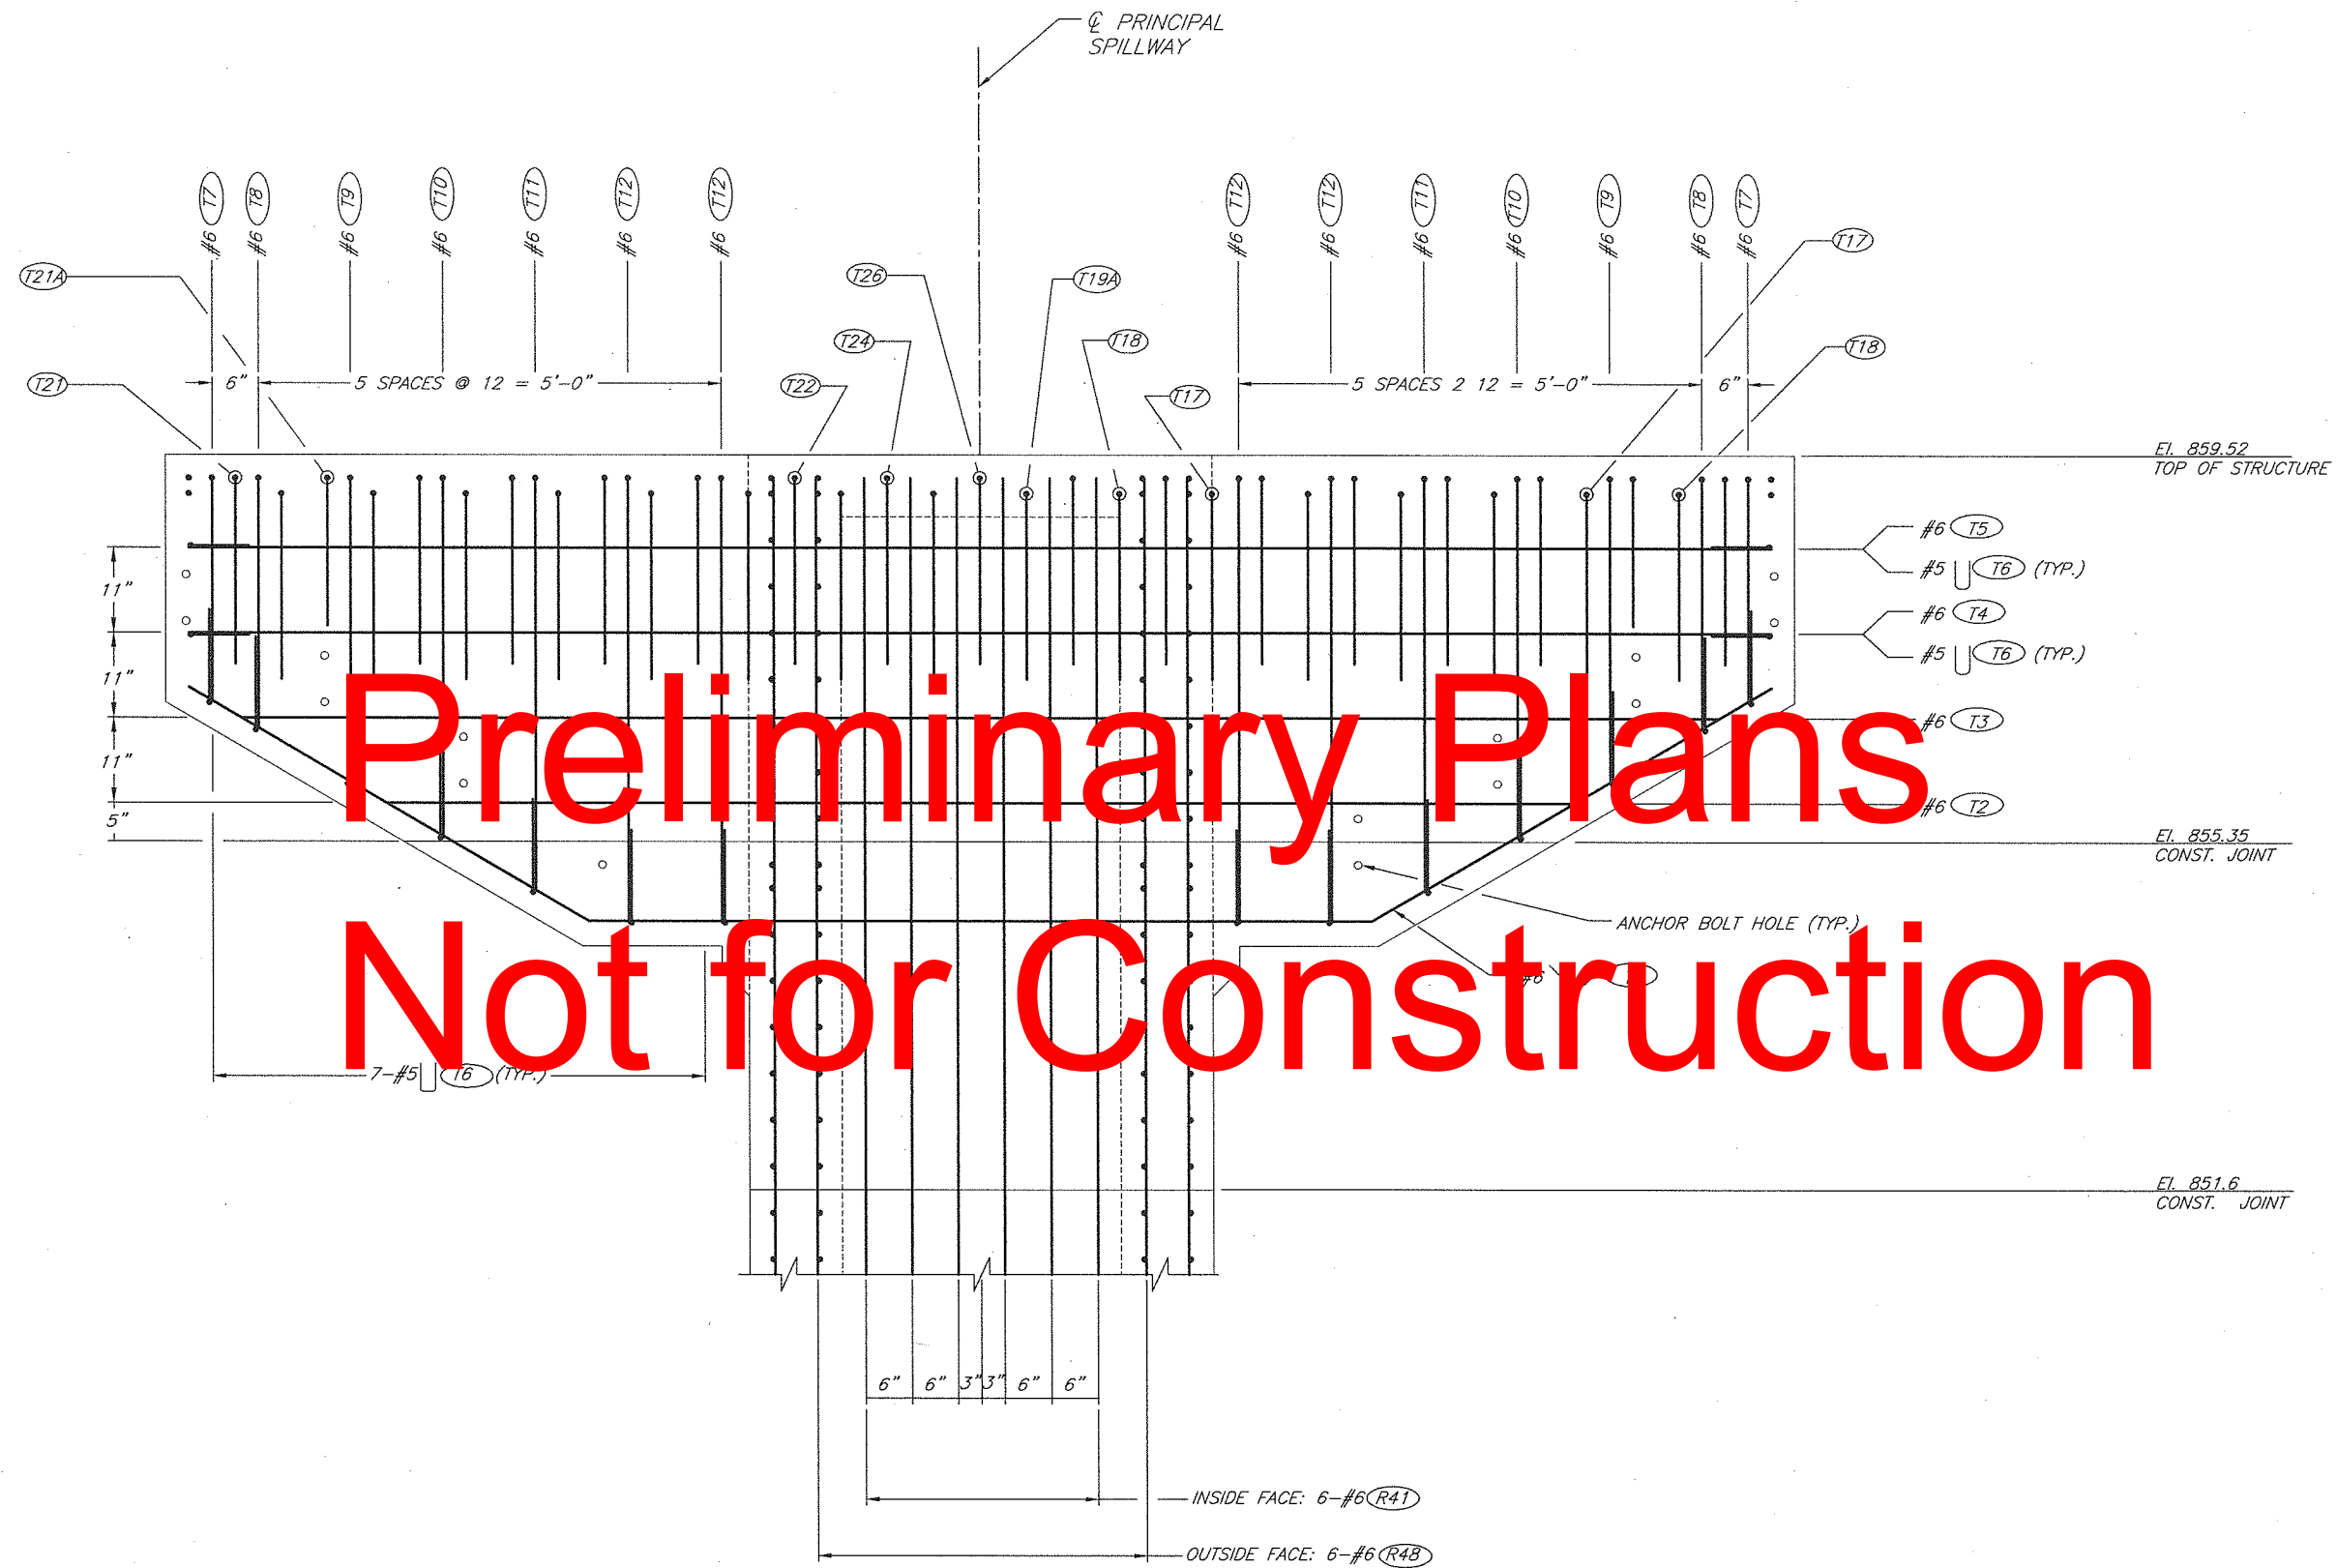 ℄ PRINCIPAL
SPILLWAY
#6 T7
#6 T8
#6 T9
#6 T10
#6 T11
#6 T12
#6 T12
#6 T12
#6 T12
#6 T11
#6 T10
#6 T9
#6 T8
#6 T7
T17
T21A
T26
T19A
T24
T18
T18
T21
6"
5 SPACES @ 12 = 5'-0"
T22
T17
5 SPACES 2 12 = 5'-0"
6"
El. 859.52
TOP OF STRUCTURE
#6 T5
#5 T6 (TYP.)
11"
#6 T4
#5 T6 (TYP.)
11"
#6 T3
11"
#6 T2
5"
El. 855.35
CONST. JOINT
Preliminary Plans
ANCHOR BOLT HOLE (TYP.)
#6
Not for Construction
7-#5 T6 (TYP.)
El. 851.6
CONST. JOINT
6" 6" 3" 3" 6" 6"
INSIDE FACE: 6-#6 R41
OUTSIDE FACE: 6-#6 R48